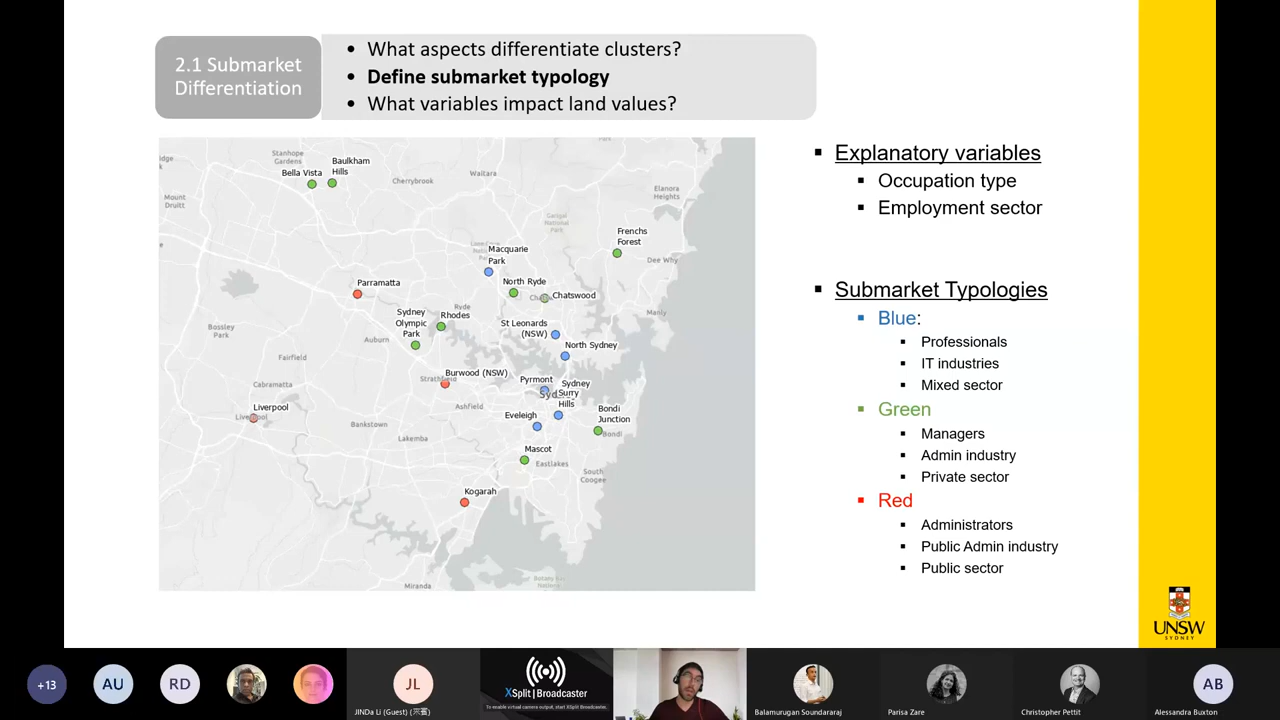 2.1 Submarket
Differentiation
• What aspects differentiate clusters?
• Define submarket typology
• What variables impact land values?
Stanhope
Gardens
Baulkham
Hills
Bella Vista
Cherrybrook
Waitara
Mount
Druitt
Elanora
Heights
Garigal
National
Park
Frenchs
Forest
Dee Why
Macquarie
Park
Parramatta
North Ryde
Chatswood
Ryde
Sydney
Olympic
Park
Rhodes
Manly
St Leonards
(NSW)
North Sydney
Bossley
Park
Auburn
Fairfield
Strathfield
Burwood (NSW)
Pyrmont
Sydney
Surry
Hills
Cabramatta
Liverpool
Ashfield
Eveleigh
Bondi
Junction
Bondi
Bankstown
Lakemba
Mascot
Eastlakes
South
Coogee
Kogarah
Miranda
▪ Explanatory variables
▪ Occupation type
▪ Employment sector
▪ Submarket Typologies
▪ Blue:
▪ Professionals
▪ IT industries
▪ Mixed sector
▪ Green
▪ Managers
▪ Admin industry
▪ Private sector
▪ Red
▪ Administrators
▪ Public Admin industry
▪ Public sector
UNSW
SYDNEY
+13
AU
RD
JL
JINDa Li (Guest) (来賓)
XSplit | Broadcaster
To enable virtual camera output, start XSplit Broadcaster.
Balamurugan Soundararaj
Parisa Zare
Christopher Pettit
AB
Alessandra Buxton